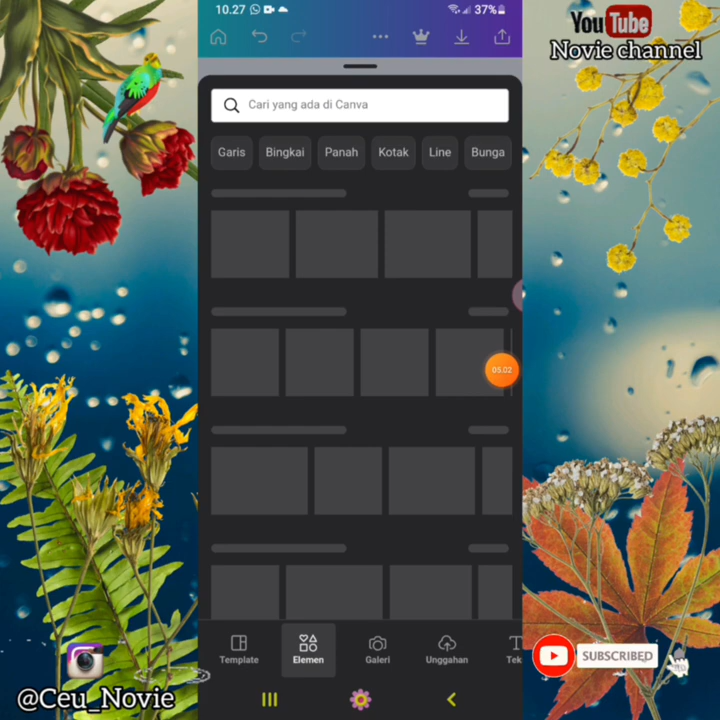 10.27
37%
YouTube
Novie channel
Cari yang ada di Canva
Garis
Bingkai
Panah
Kotak
Line
Bunga
05.02
Template
Elemen
Galeri
Unggahan
Tek
SUBSCRIBED
@Ceu_Novie